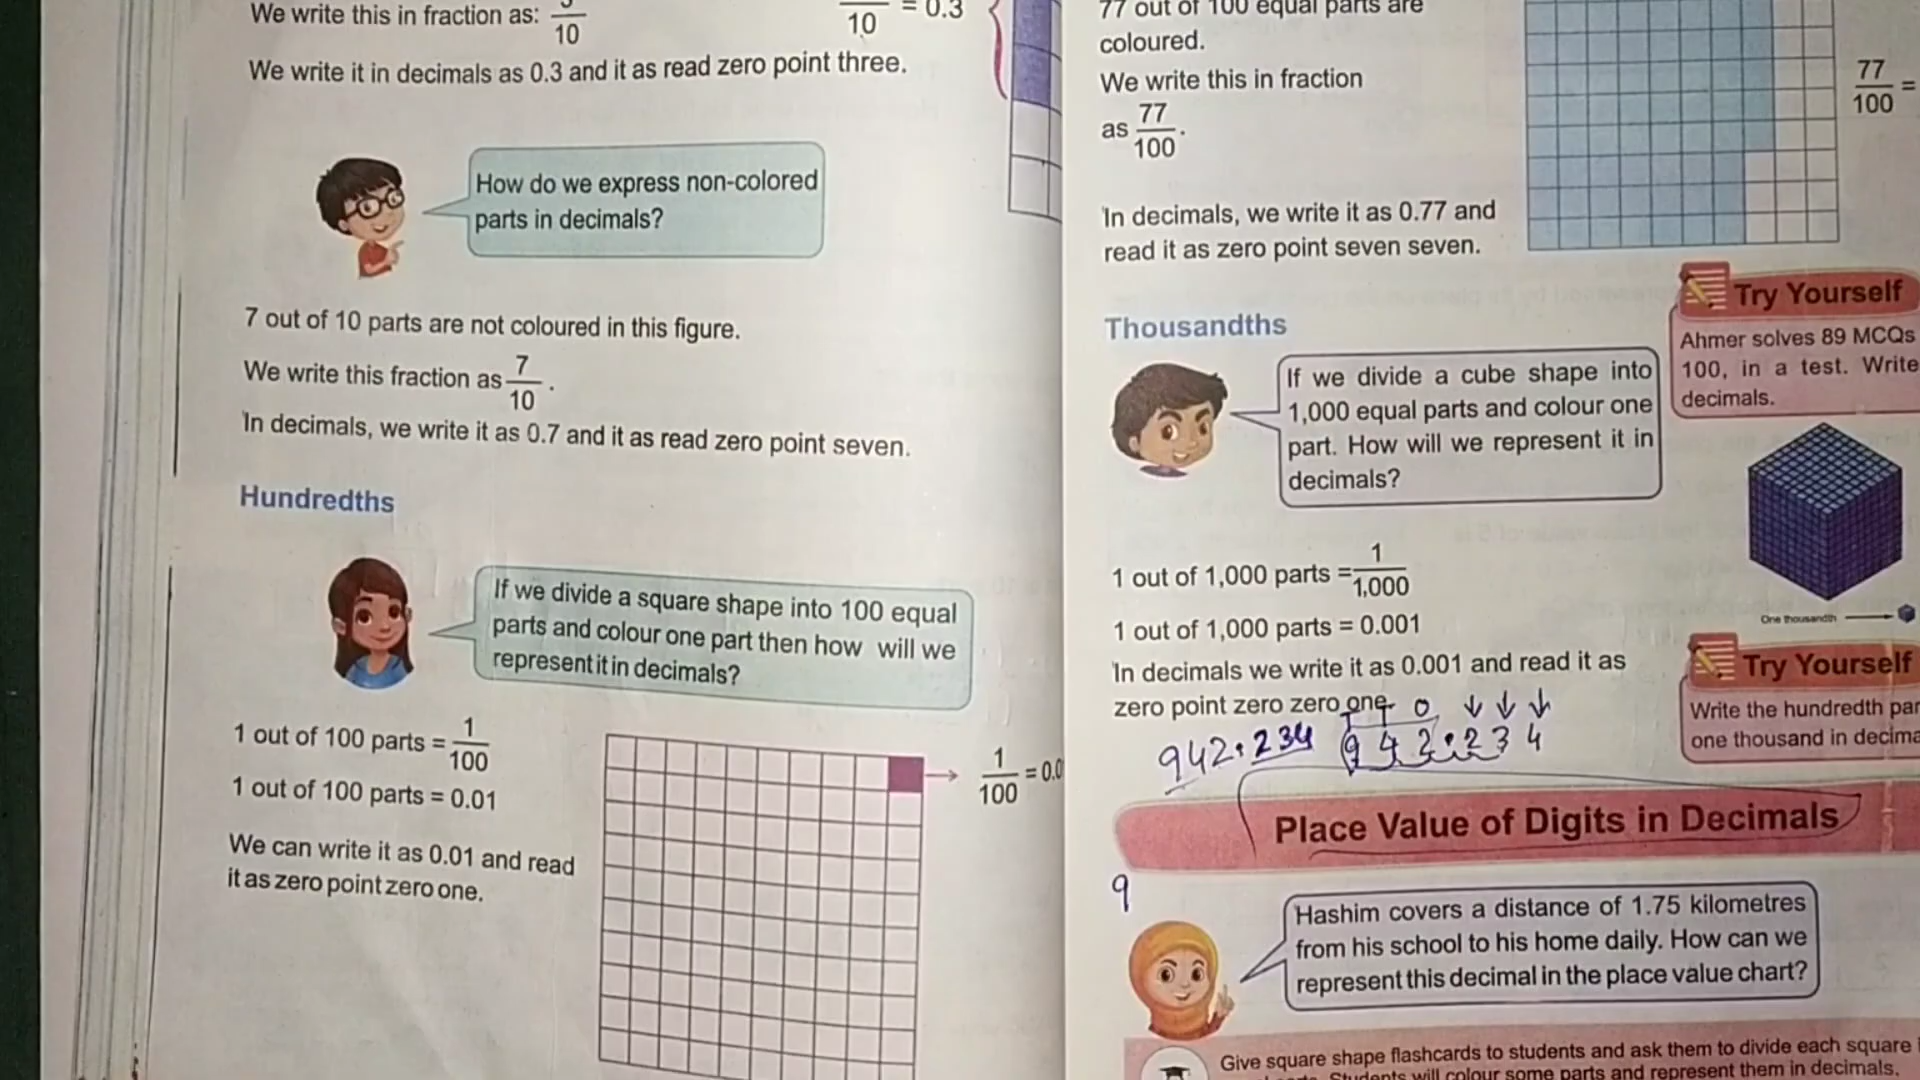 We write this in fraction as:
10
10
= 0.3
We write it in decimals as 0.3 and it as read zero point three.
How do we express non-colored
parts in decimals?
7 out of 10 parts are not coloured in this figure.
We write this fraction as 7/10.
In decimals, we write it as 0.7 and it as read zero point seven.
Hundredths
If we divide a square shape into 100 equal
parts and colour one part then how will we
represent it in decimals?
1 out of 100 parts = 1/100
1 out of 100 parts = 0.01
We can write it as 0.01 and read
it as zero point zero one.
1/100 = 0.0
77 out of 100 equal parts are
coloured.
We write this in fraction
as 77/100.
77/100 =
In decimals, we write it as 0.77 and
read it as zero point seven seven.
Try Yourself
Ahmer solves 89 MCQs
100, in a test. Write
decimals.
Thousandths
If we divide a cube shape into
1,000 equal parts and colour one
part. How will we represent it in
decimals?
One thousandth
1 out of 1,000 parts = 1/1,000
1 out of 1,000 parts = 0.001
In decimals we write it as 0.001 and read it as
zero point zero zero one.
Try Yourself
Write the hundredth
one thousand in
942.234
942.234
Place Value of Digits in Decimals
9
Hashim covers a distance of 1.75 kilometres
from his school to his home daily. How can we
represent this decimal in the place value chart?
Give square shape flashcards to students and ask them to divide each square
Students will colour some parts and represent them in decimals.